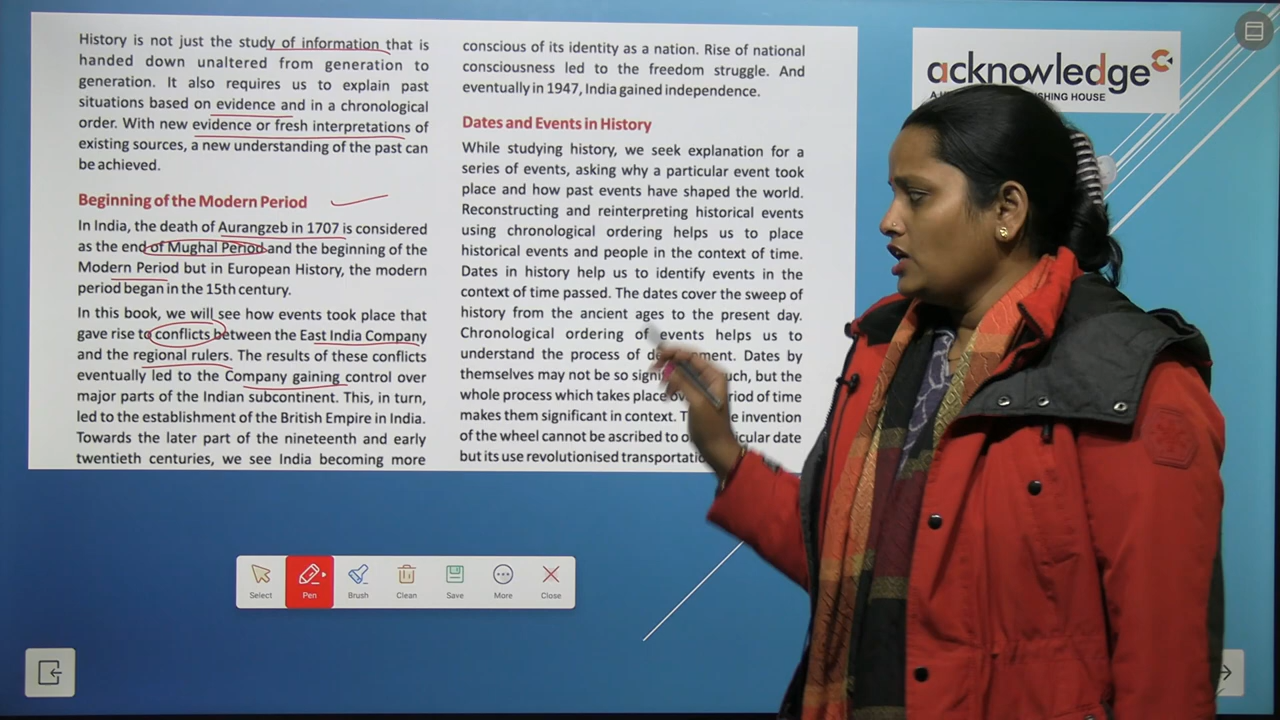 History is not just the study of information that is
handed down unaltered from generation to
generation. It also requires us to explain past
situations based on evidence and in a chronological
order. With new evidence or fresh interpretations of
existing sources, a new understanding of the past can
be achieved.
Beginning of the Modern Period
In India, the death of Aurangzeb in 1707 is considered
as the end of Mughal Period and the beginning of the
Modern Period but in European History, the modern
period began in the 15th century.
In this book, we will see how events took place that
gave rise to conflicts between the East India Company
and the regional rulers. The results of these conflicts
eventually led to the Company gaining control over
major parts of the Indian subcontinent. This, in turn,
led to the establishment of the British Empire in India.
Towards the later part of the nineteenth and early
twentieth centuries, we see India becoming more
conscious of its identity as a nation. Rise of national
consciousness led to the freedom struggle. And
eventually in 1947, India gained independence.
Dates and Events in History
While studying history, we seek explanation for a
series of events, asking why a particular event took
place and how past events have shaped the world.
Reconstructing and reinterpreting historical events
using chronological ordering helps us to place
historical events and people in the context of time.
Dates in history help us to identify events in the
context of time passed. The dates cover the sweep of
history from the ancient ages to the present day.
Chronological ordering of events helps us to
understand the process of
Dates by
themselves may not be so but the
whole process which takes place of time
makes them significant in context. invention
of the wheel cannot be ascribed to date
but its use revolutionised
acknowledge
HOUSE
Select
Pen
Brush
Clean
Save
More
Close